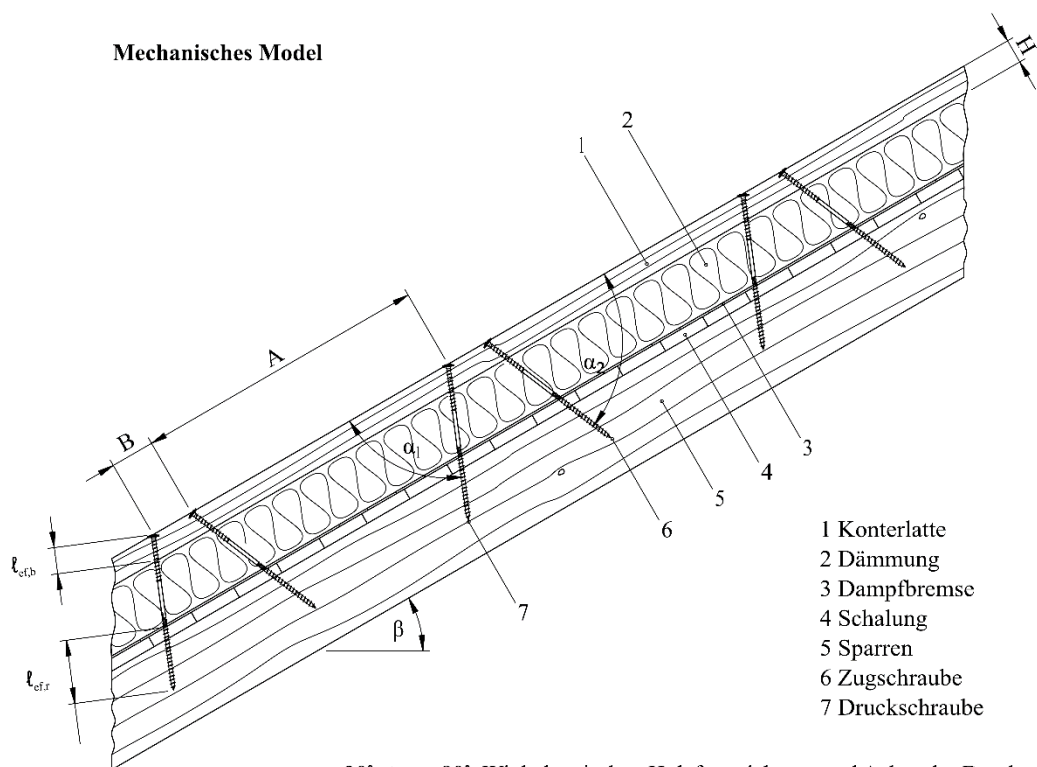 Mechanisches Model
H
2
1
A
α₂
B
α₁
3
4
5
6
ℓef,b
7
β
ℓef,r
1 Konterlatte
2 Dämmung
3 Dampfbremse
4 Schalung
5 Sparren
6 Zugschraube
7 Druckschraube